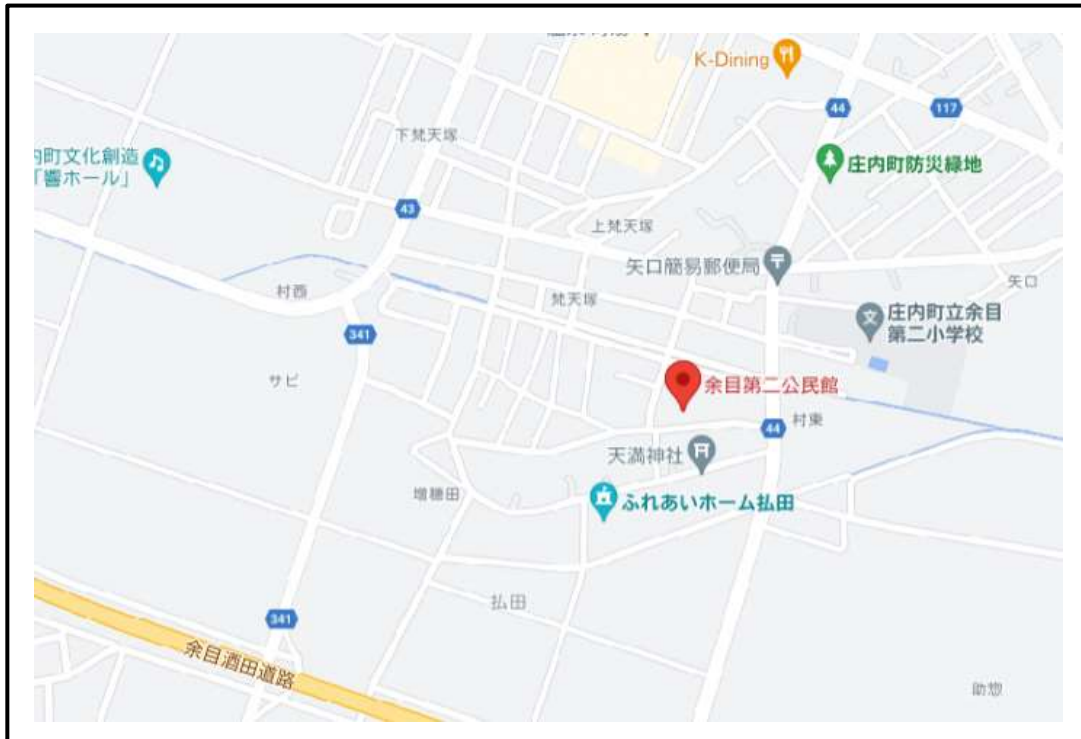 K-Dining
44
117
下梵天塚
内町文化創造
「響ホール」
庄内町防災緑地
43
上梵天塚
矢口簡易郵便局
矢口
村西
梵天塚
庄内町立余目
第二小学校
341
サビ
余目第二公民館
村東
44
天満神社
増穂田
ふれあいホーム払田
払田
341
余目酒田道路
助惣